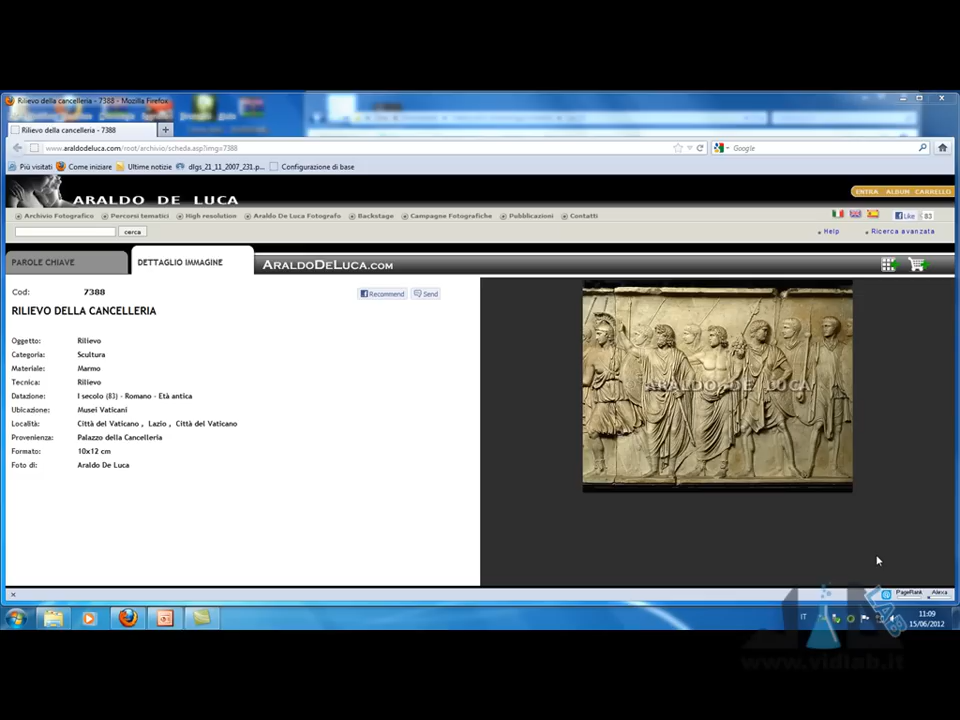 Rilievo della cancelleria - 7388 - Mozilla Firefox
Rilievo della cancelleria - 7388
www.araldodeluca.com/root/archivio/scheda.asp?img=7388
Google
Più visitati Come iniziare Ultime notizie dlgs_21_11_2007_231.p... Configurazione di base
ARALDO DE LUCA
ENTRA ALBUM CARRELLO
Archivio Fotografico Percorsi tematici High resolution Araldo De Luca Fotografo Backstage Campagne Fotografiche Pubblicazioni Contatti
Like 83
cerca
Help Ricerca avanzata
PAROLE CHIAVE DETTAGLIO IMMAGINE ARALDODELUCA.COM
Cod: 7388
Recommend Send
RILIEVO DELLA CANCELLERIA
Oggetto: Rilievo
Categoria: Scultura
Materiale: Marmo
Tecnica: Rilievo
Datazione: I secolo (83) - Romano - Età antica
Ubicazione: Musei Vaticani
Località: Città del Vaticano , Lazio , Città del Vaticano
Provenienza: Palazzo della Cancelleria
Formato: 10x12 cm
Foto di: Araldo De Luca
ARALDO DE LUCA
PageRank Alexa
IT
11:09
15/06/2012
LAB
www.vidlab.it